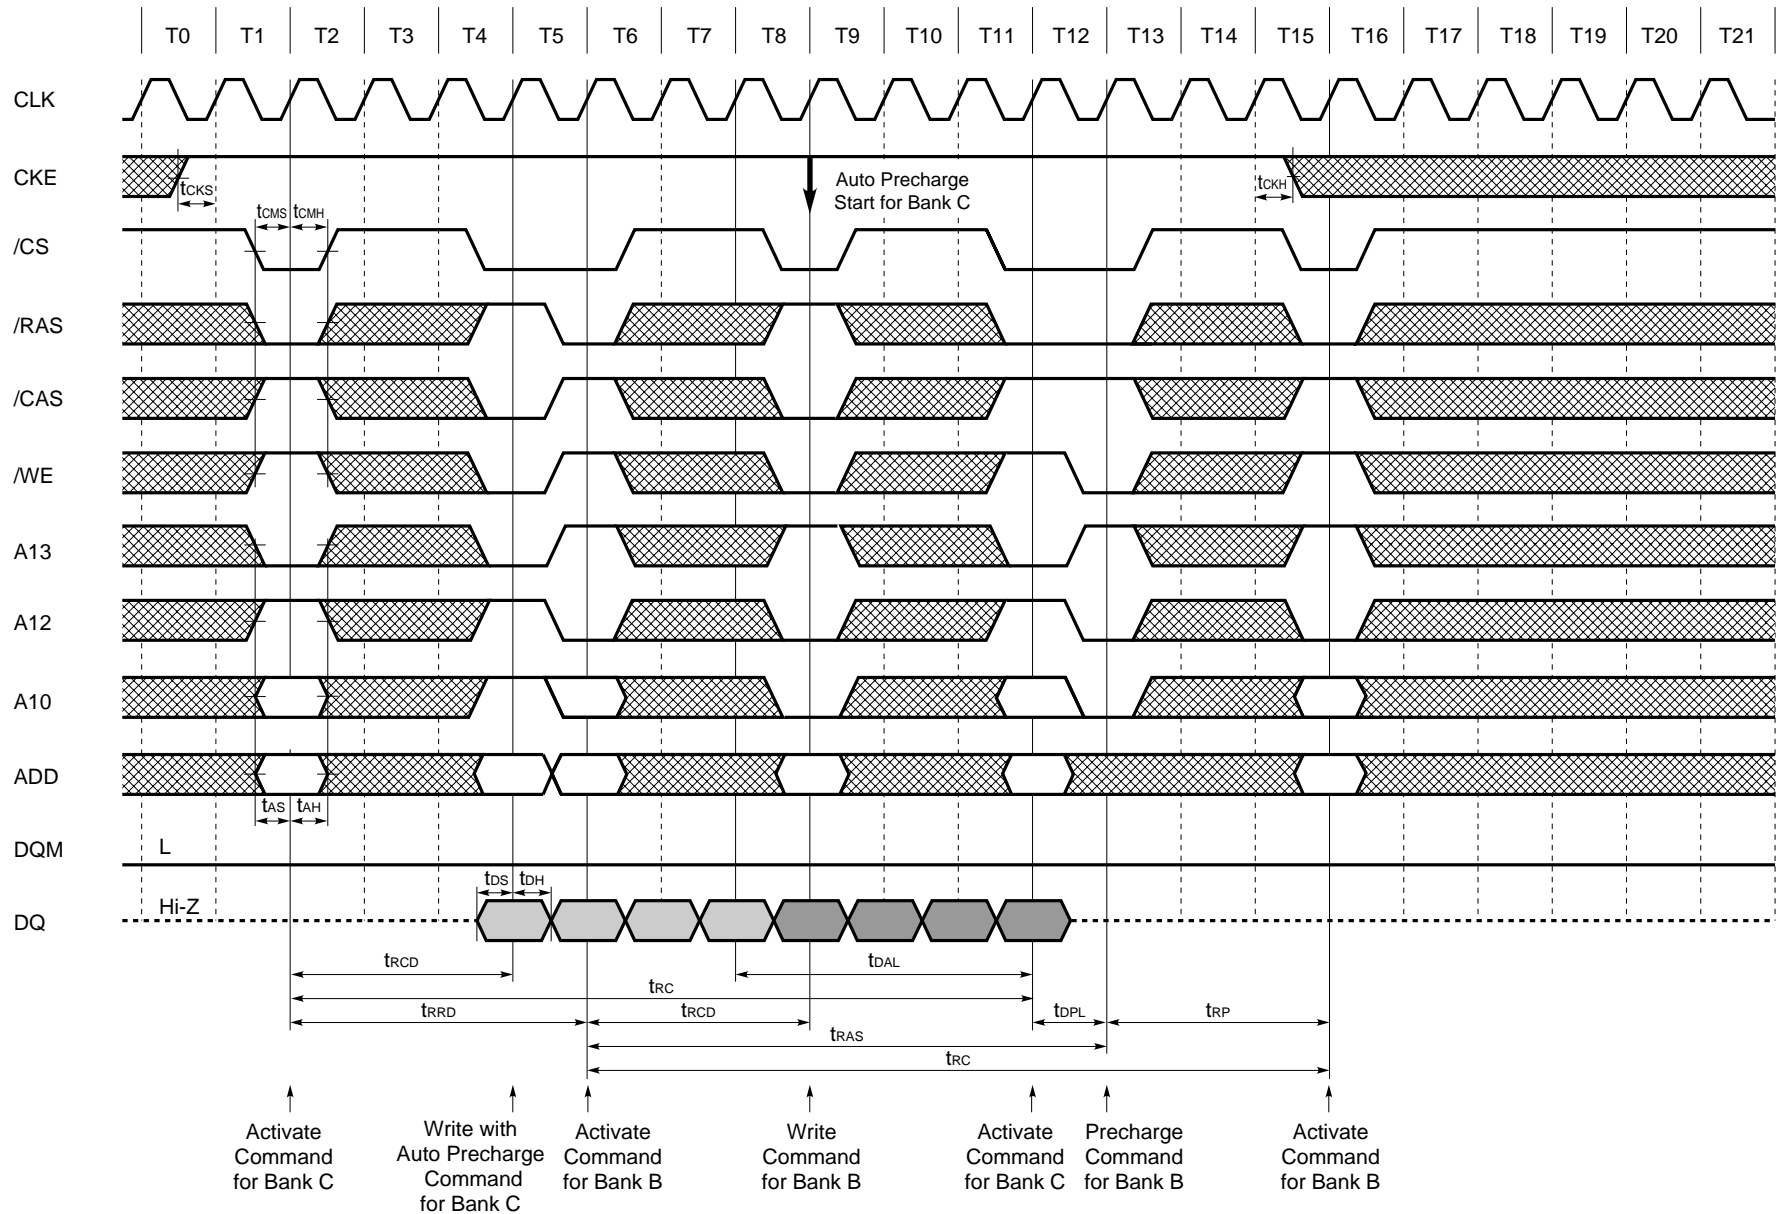 T0 T1 T2 T3 T4 T5 T6 T7 T8 T9 T10 T11 T12 T13 T14 T15 T16 T17 T18 T19 T20 T21
CLK
CKE
tCKS
Auto Precharge
Start for Bank C
tCKH
tCMS tCMH
/CS
/RAS
/CAS
/WE
A13
A12
A10
ADD
tAS tAH
DQM L
tDS tDH
DQ Hi-Z
tRCD tDAL
tRC
tRRD tRCD tDPL tRP
tRAS
tRC
Activate
Command
for Bank C
Write with
Auto Precharge
Command
for Bank C
Activate
Command
for Bank B
Write
Command
for Bank B
Activate
Command
for Bank C
Precharge
Command
for Bank B
Activate
Command
for Bank B